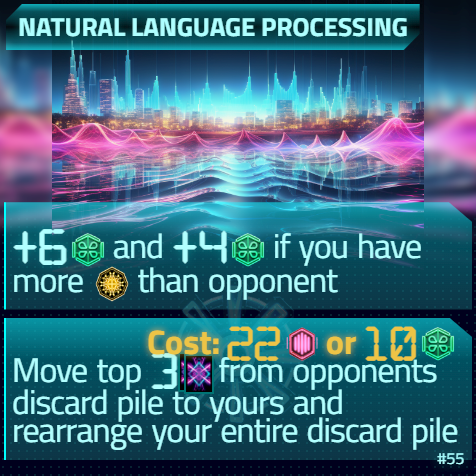 NATURAL LANGUAGE PROCESSING
+6 and +4 if you have
more than opponent
Cost: 22 or 10
Move top 3 from opponents
discard pile to yours and
rearrange your entire discard pile
#55